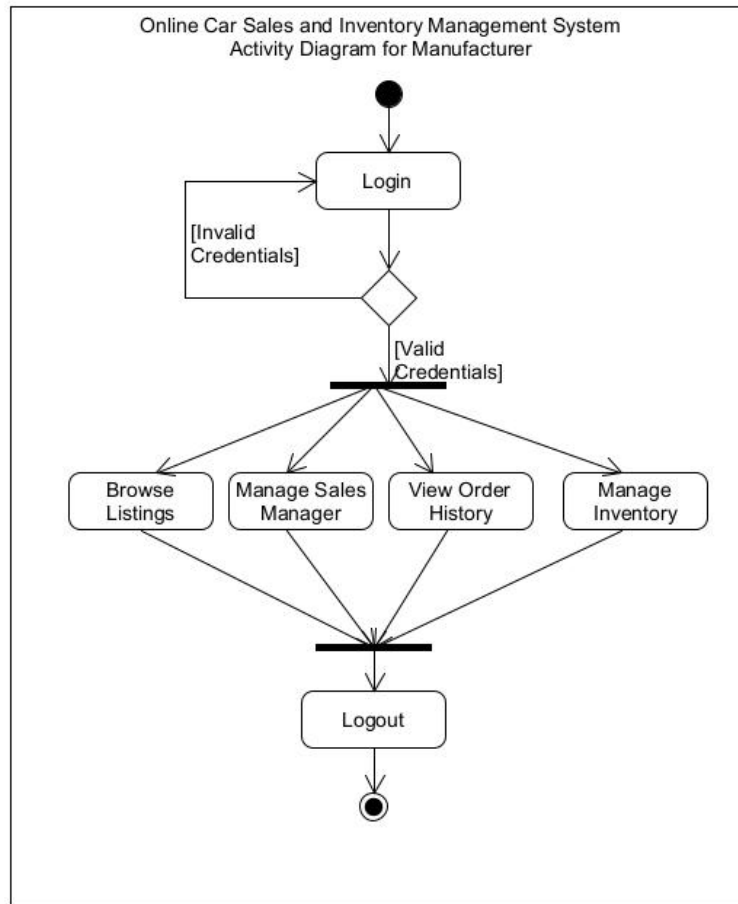 Online Car Sales and Inventory Management System
Activity Diagram for Manufacturer
Login
[Invalid
Credentials]
[Valid
Credentials]
Browse
Listings
Manage Sales
Manager
View Order
History
Manage
Inventory
Logout